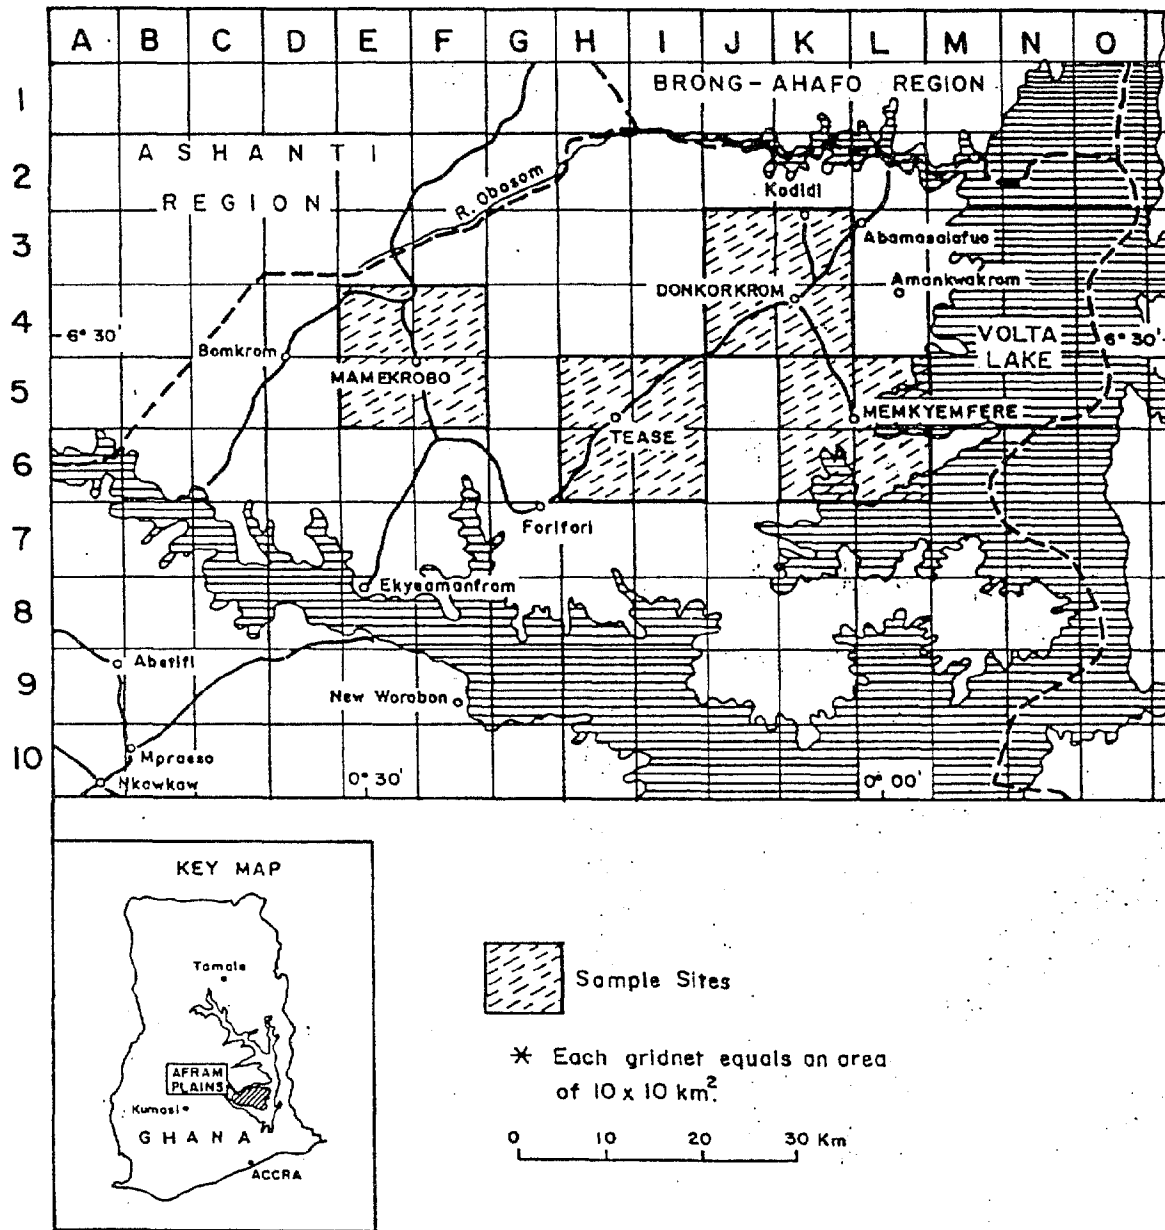 A B C D E F G H I J K L M N O
1
BRONG-AHAFO REGION
ASHANTI
2
Kadidi
REGION
R. Obosom
3
Abamasalafuo
Amankwakrom
DONKORKROM
4
VOLTA
6° 30'
6° 30'
LAKE
Bomkrom
MAMEKROBO
5
MEMKYEMFERE
TEASE
6
Forifori
7
Ekyeamanfrom
8
Abetifi
9
New Worobon
Mpraeso
10
Nkawkaw
0° 30'
0° 00'
KEY MAP
Tamale
AFRAM
PLAINS
Kumasi
GHANA
ACCRA
Sample Sites
* Each gridnet equals an area
of 10 x 10 km².
0 10 20 30 Km